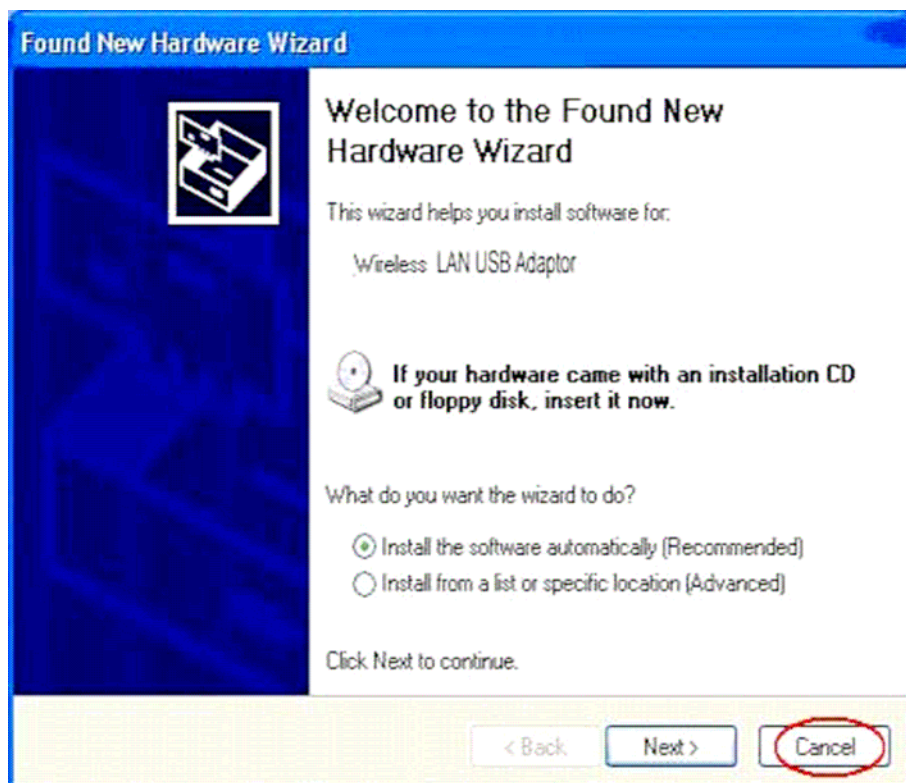 Found New Hardware Wizard
Welcome to the Found New
Hardware Wizard
This wizard helps you install software for:
Wireless LAN USB Adaptor
If your hardware came with an installation CD
or floppy disk, insert it now.
What do you want the wizard to do?
Install the software automatically (Recommended)
Install from a list or specific location (Advanced)
Click Next to continue.
< Back Next > Cancel